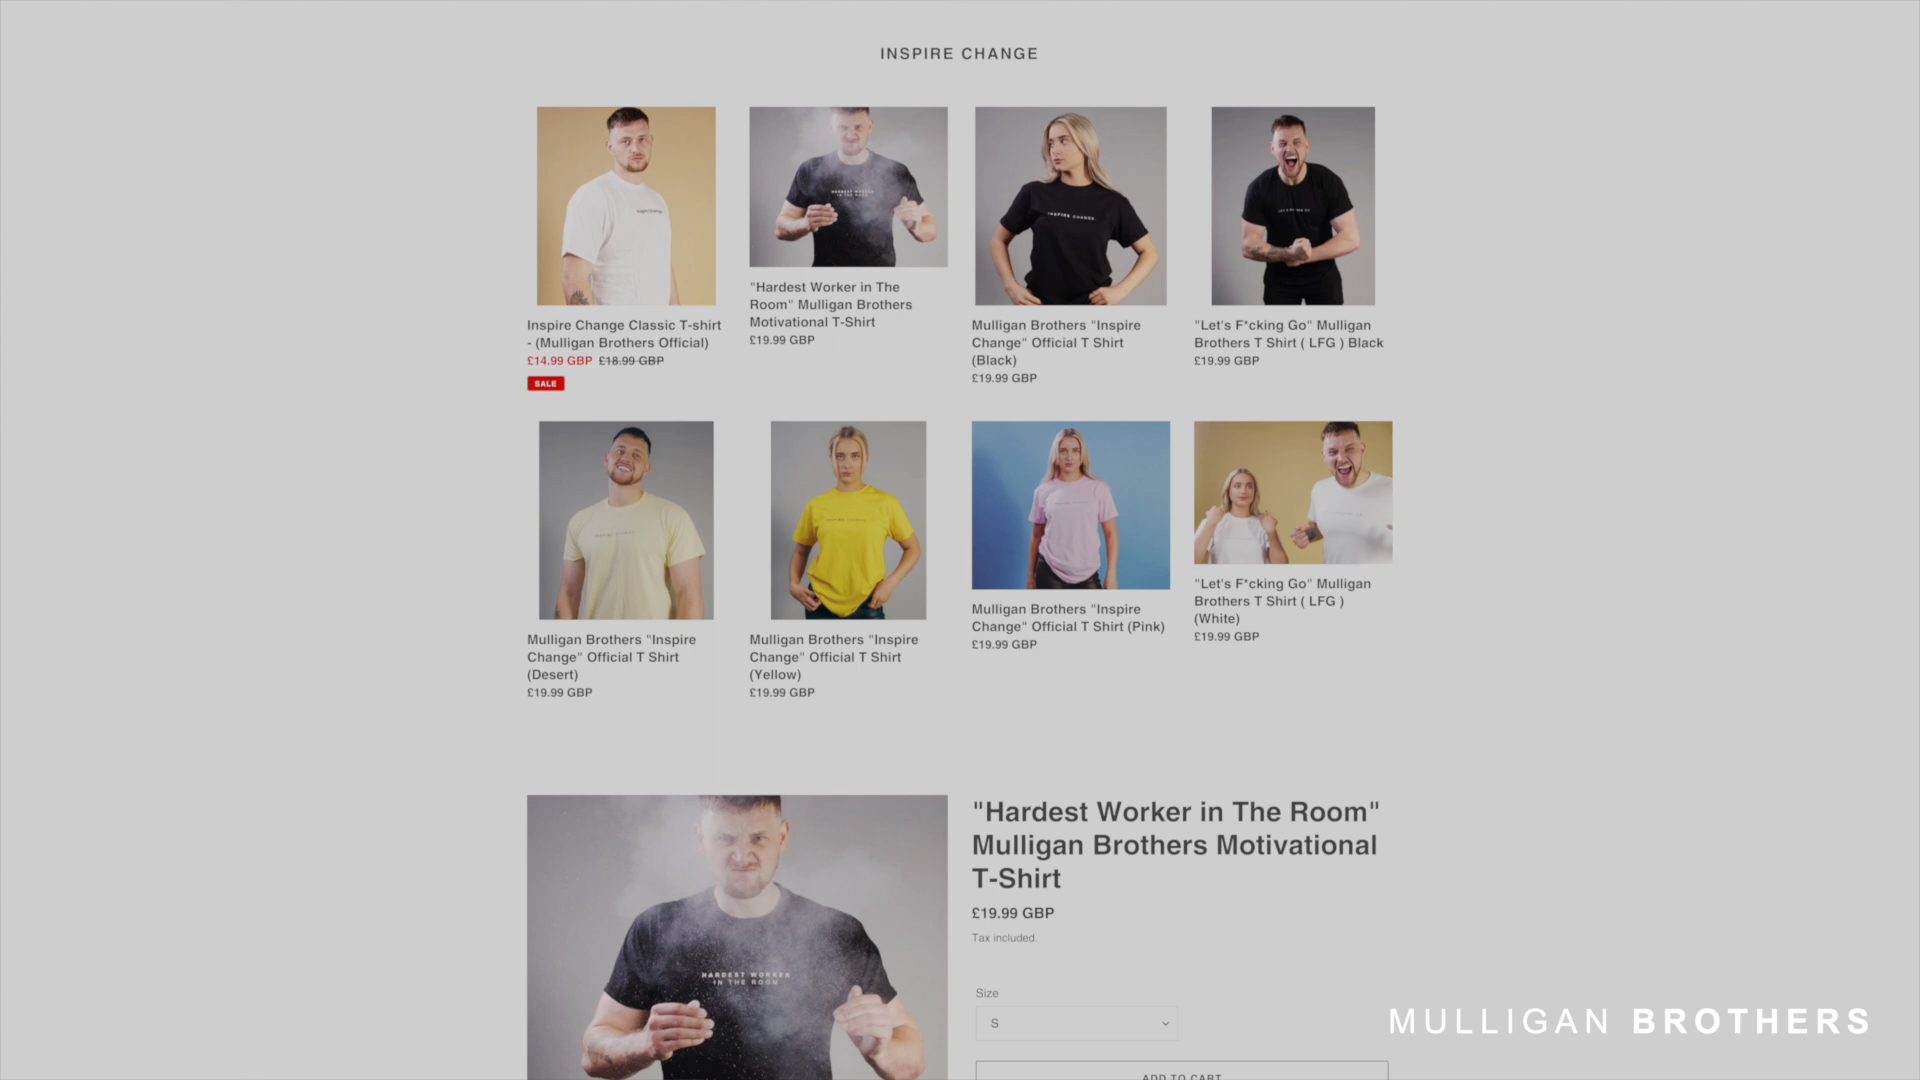 INSPIRE CHANGE
Inspire Change Classic T-shirt
- (Mulligan Brothers Official)
£14.99 GBP £18.99 GBP
SALE
"Hardest Worker in The
Room" Mulligan Brothers
Motivational T-Shirt
£19.99 GBP
INSPIRE CHANGE
Mulligan Brothers "Inspire
Change" Official T Shirt
(Black)
£19.99 GBP
"Let's F*cking Go" Mulligan
Brothers T Shirt ( LFG ) Black
£19.99 GBP
Mulligan Brothers "Inspire
Change" Official T Shirt
(Desert)
£19.99 GBP
Mulligan Brothers "Inspire
Change" Official T Shirt
(Yellow)
£19.99 GBP
Mulligan Brothers "Inspire
Change" Official T Shirt (Pink)
£19.99 GBP
"Let's F*cking Go" Mulligan
Brothers T Shirt ( LFG )
(White)
£19.99 GBP
HARDEST WORKER
IN THE ROOM
"Hardest Worker in The Room"
Mulligan Brothers Motivational
T-Shirt
£19.99 GBP
Tax included.
Size
S
ADD TO CART
MULLIGAN BROTHERS